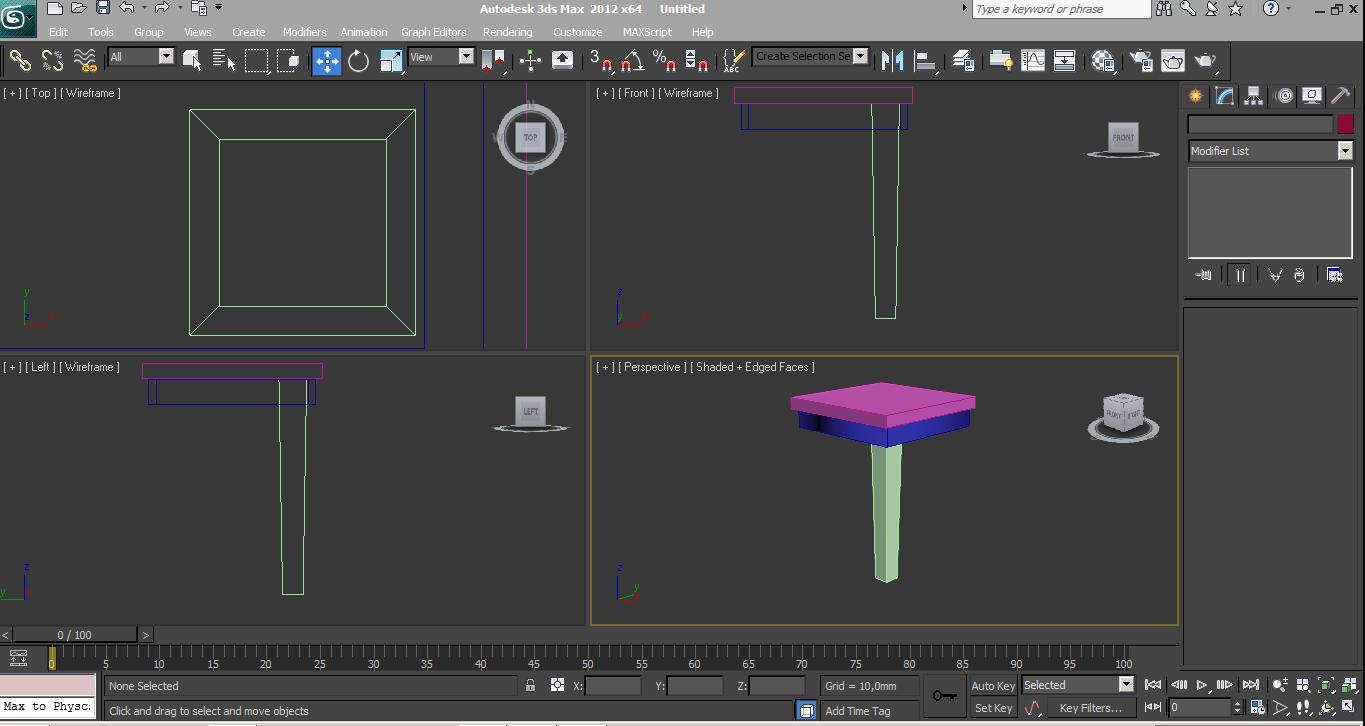 Autodesk 3ds Max 2012 x64 Untitled
Type a keyword or phrase
Edit Tools Group Views Create Modifiers Animation Graph Editors Rendering Customize MAXScript Help
All View 3 % ABC Create Selection Se
[ + ] [ Top ] [ Wireframe ]
N
TOP
S
y
z x
[ + ] [ Front ] [ Wireframe ]
FRONT
z
y x
Modifier List
[ + ] [ Left ] [ Wireframe ]
LEFT
z
y
[ + ] [ Perspective ] [ Shaded + Edged Faces ]
FRONT RIGHT
z
y
x
< 0 / 100 >
0 5 10 15 20 25 30 35 40 45 50 55 60 65 70 75 80 85 90 95 100
None Selected X: Y: Z: Grid = 10,0mm Auto Key Selected
Max to Physc: Click and drag to select and move objects Add Time Tag Set Key Key Filters... 0